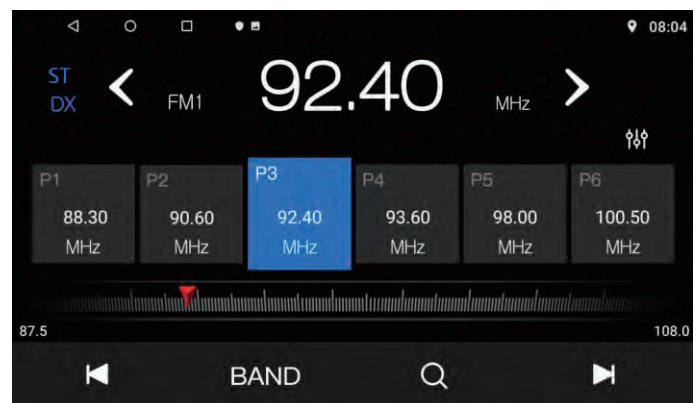 08:04
ST
DX
FM1
92.40
MHz
P1
88.30
MHz
P2
90.60
MHz
P3
92.40
MHz
P4
93.60
MHz
P5
98.00
MHz
P6
100.50
MHz
87.5
108.0
BAND